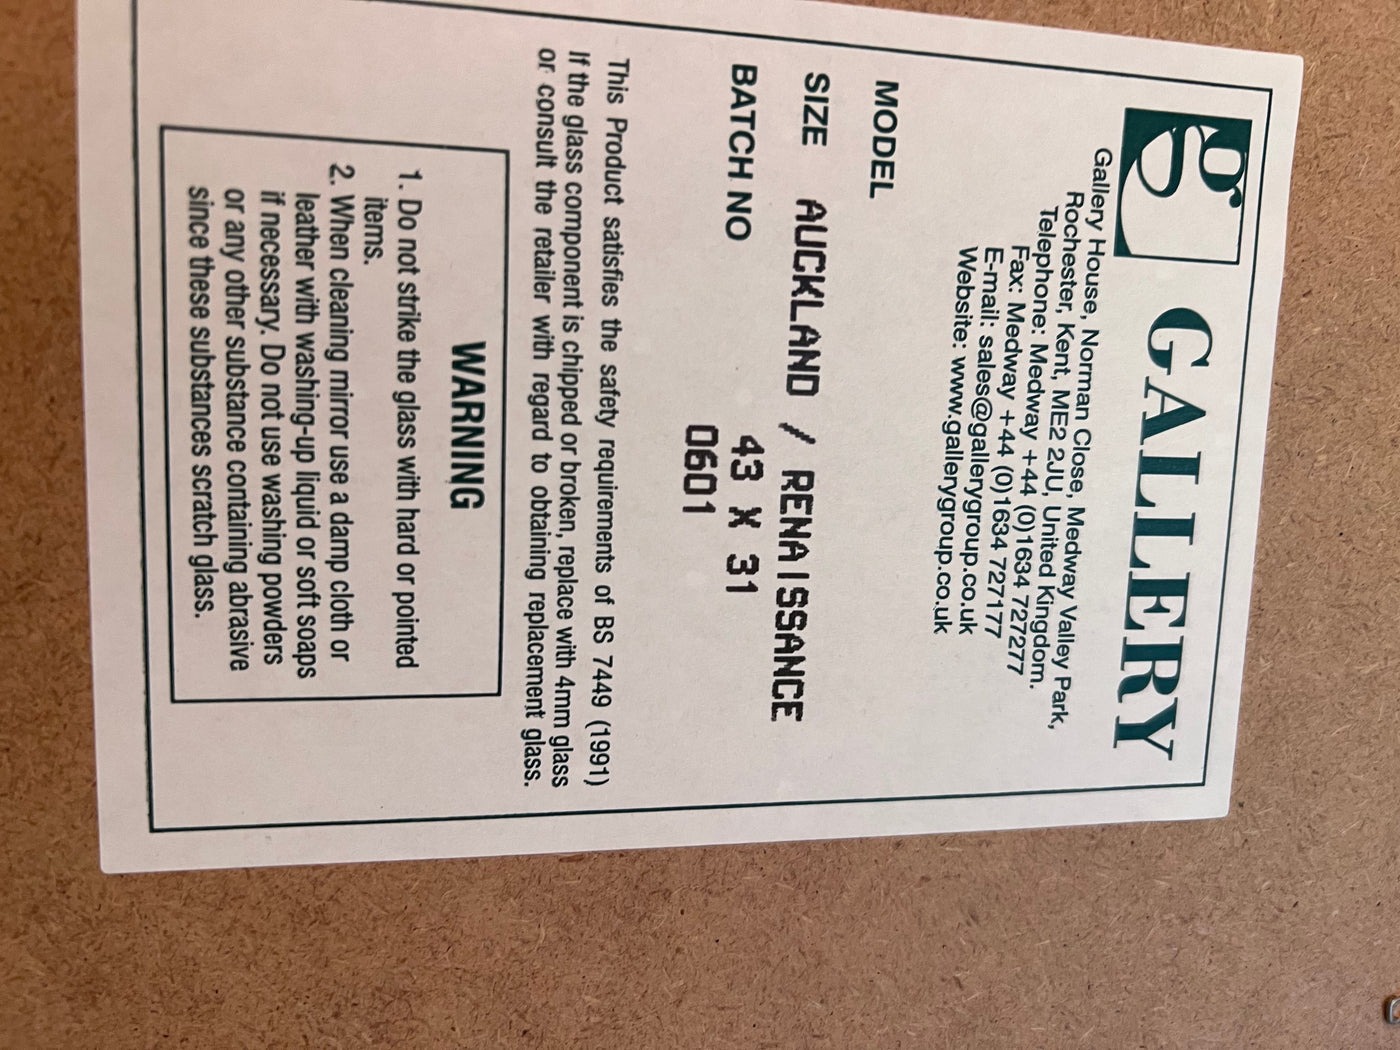 g GALLERY
Gallery House, Norman Close, Medway Valley Park,
Rochester, Kent, ME2 2JU, United Kingdom.
Telephone: Medway +44 (0)1634 727277
Fax: Medway +44 (0)1634 727177
E-mail: sales@gallerygroup.co.uk
Website: www.gallerygroup.co.uk
MODEL
SIZE AUCKLAND / RENAISSANCE
BATCH NO 43 X 31
0601
This Product satisfies the safety requirements of BS 7449 (1991)
If the glass component is chipped or broken, replace with 4mm glass
or consult the retailer with regard to obtaining replacement glass.
WARNING
1. Do not strike the glass with hard or pointed
items.
2. When cleaning mirror use a damp cloth or
leather with washing-up liquid or soft soaps
if necessary. Do not use washing powders
or any other substance containing abrasive
since these substances scratch glass.